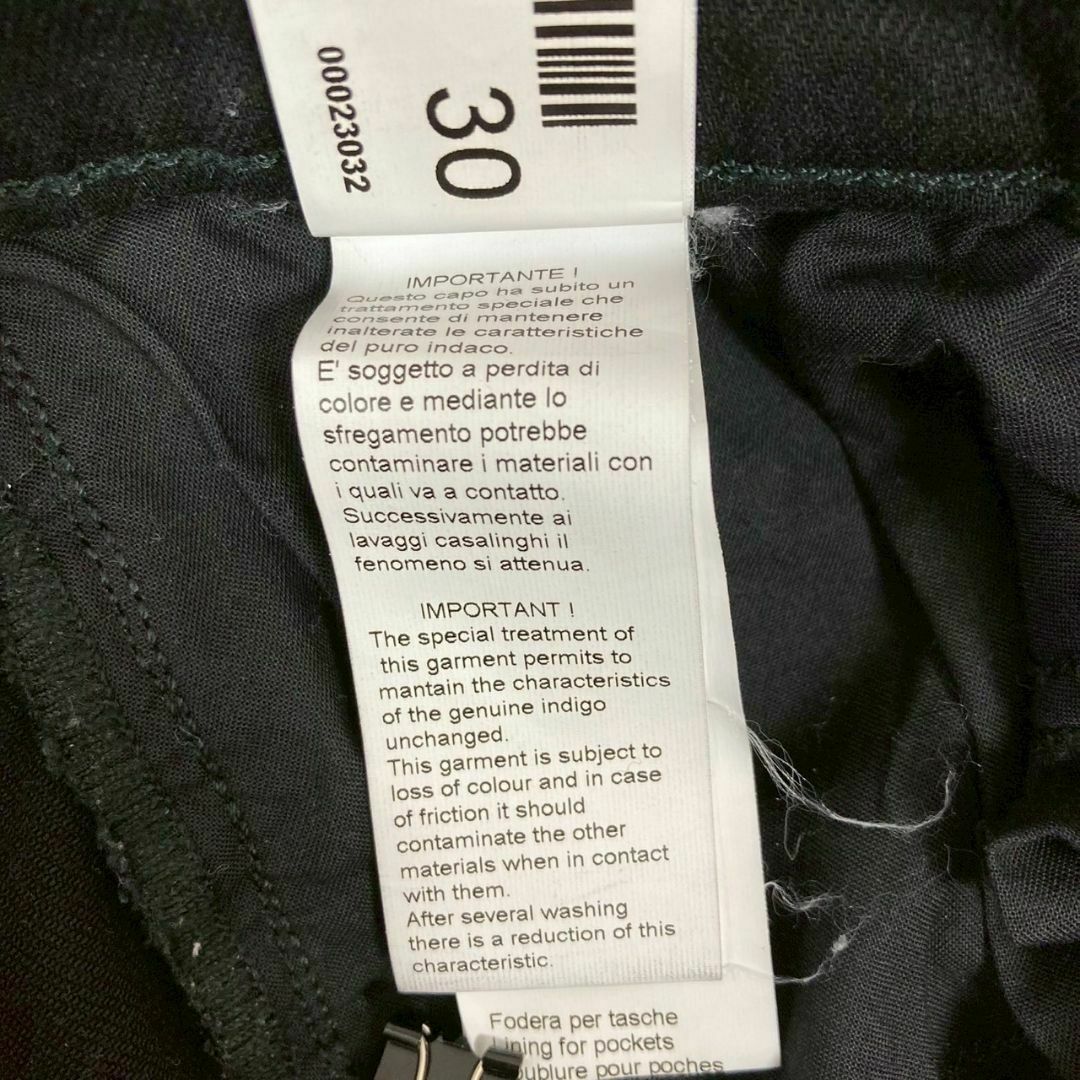 00023032
30
IMPORTANTE !
Questo capo ha subito un
trattamento speciale che
consente di mantenere
inalterate le caratteristiche
del puro indaco.
E' soggetto a perdita di
colore e mediante lo
sfregamento potrebbe
contaminare i materiali con
i quali va a contatto.
Successivamente ai
lavaggi casalinghi il
fenomeno si attenua.
IMPORTANT !
The special treatment of
this garment permits to
mantain the characteristics
of the genuine indigo
unchanged.
This garment is subject to
loss of colour and in case
of friction it should
contaminate the other
materials when in contact
with them.
After several washing
there is a reduction of this
characteristic.
Fodera per tasche
Lining for pockets
oublure pour poches